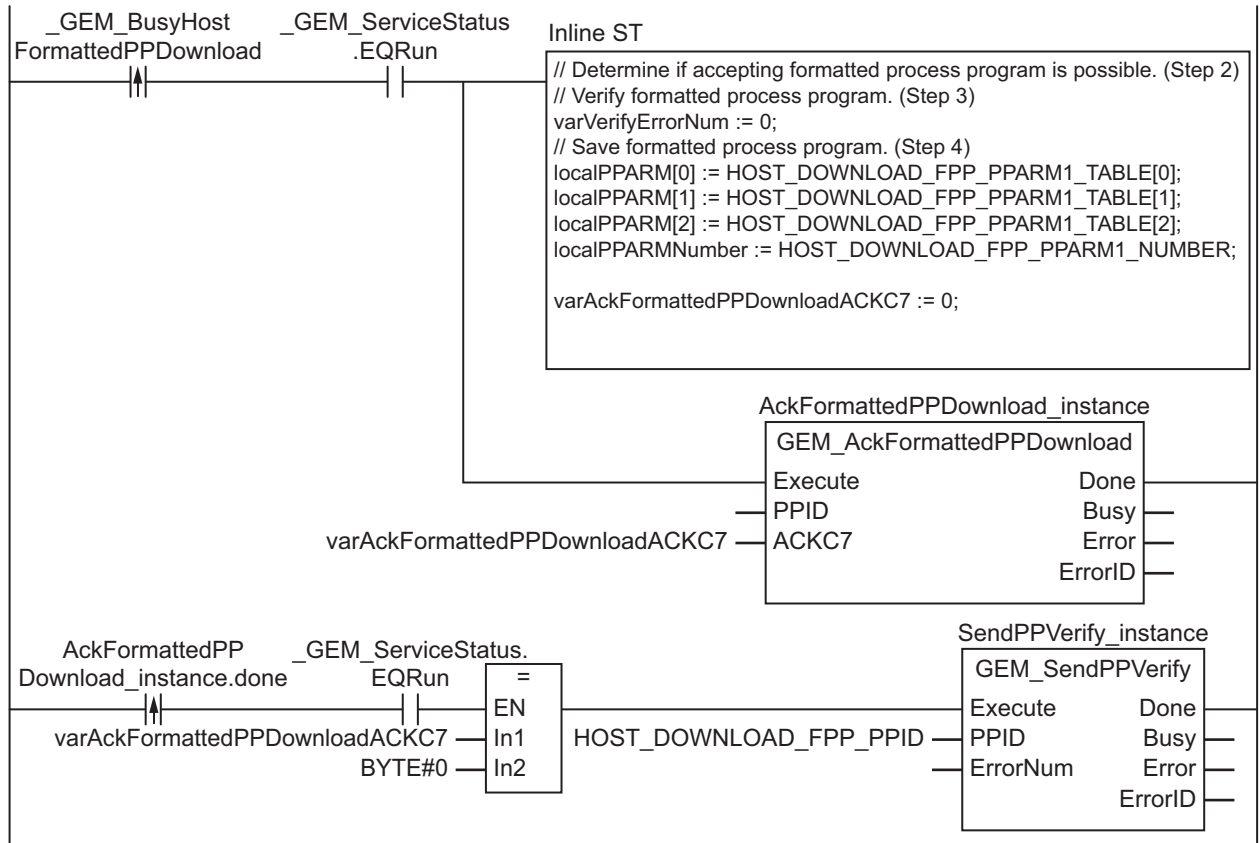 _GEM_BusyHost
FormattedPPDownload
_GEM_ServiceStatus
.EQRun
Inline ST
// Determine if accepting formatted process program is possible. (Step 2)
// Verify formatted process program. (Step 3)
varVerifyErrorNum := 0;
// Save formatted process program. (Step 4)
localPPARM[0] := HOST_DOWNLOAD_FPP_PPARM1_TABLE[0];
localPPARM[1] := HOST_DOWNLOAD_FPP_PPARM1_TABLE[1];
localPPARM[2] := HOST_DOWNLOAD_FPP_PPARM1_TABLE[2];
localPPARMNumber := HOST_DOWNLOAD_FPP_PPARM1_NUMBER;
varAckFormattedPPDownloadACKC7 := 0;
AckFormattedPPDownload_instance
GEM_AckFormattedPPDownload
Execute Done
PPID Busy
varAckFormattedPPDownloadACKC7 ACKC7 Error
ErrorID
AckFormattedPP
Download_instance.done
_GEM_ServiceStatus.
EQRun
=
EN
varAckFormattedPPDownloadACKC7 In1
BYTE#0 In2
SendPPVerify_instance
GEM_SendPPVerify
Execute Done
HOST_DOWNLOAD_FPP_PPID PPID Busy
ErrorNum Error
ErrorID